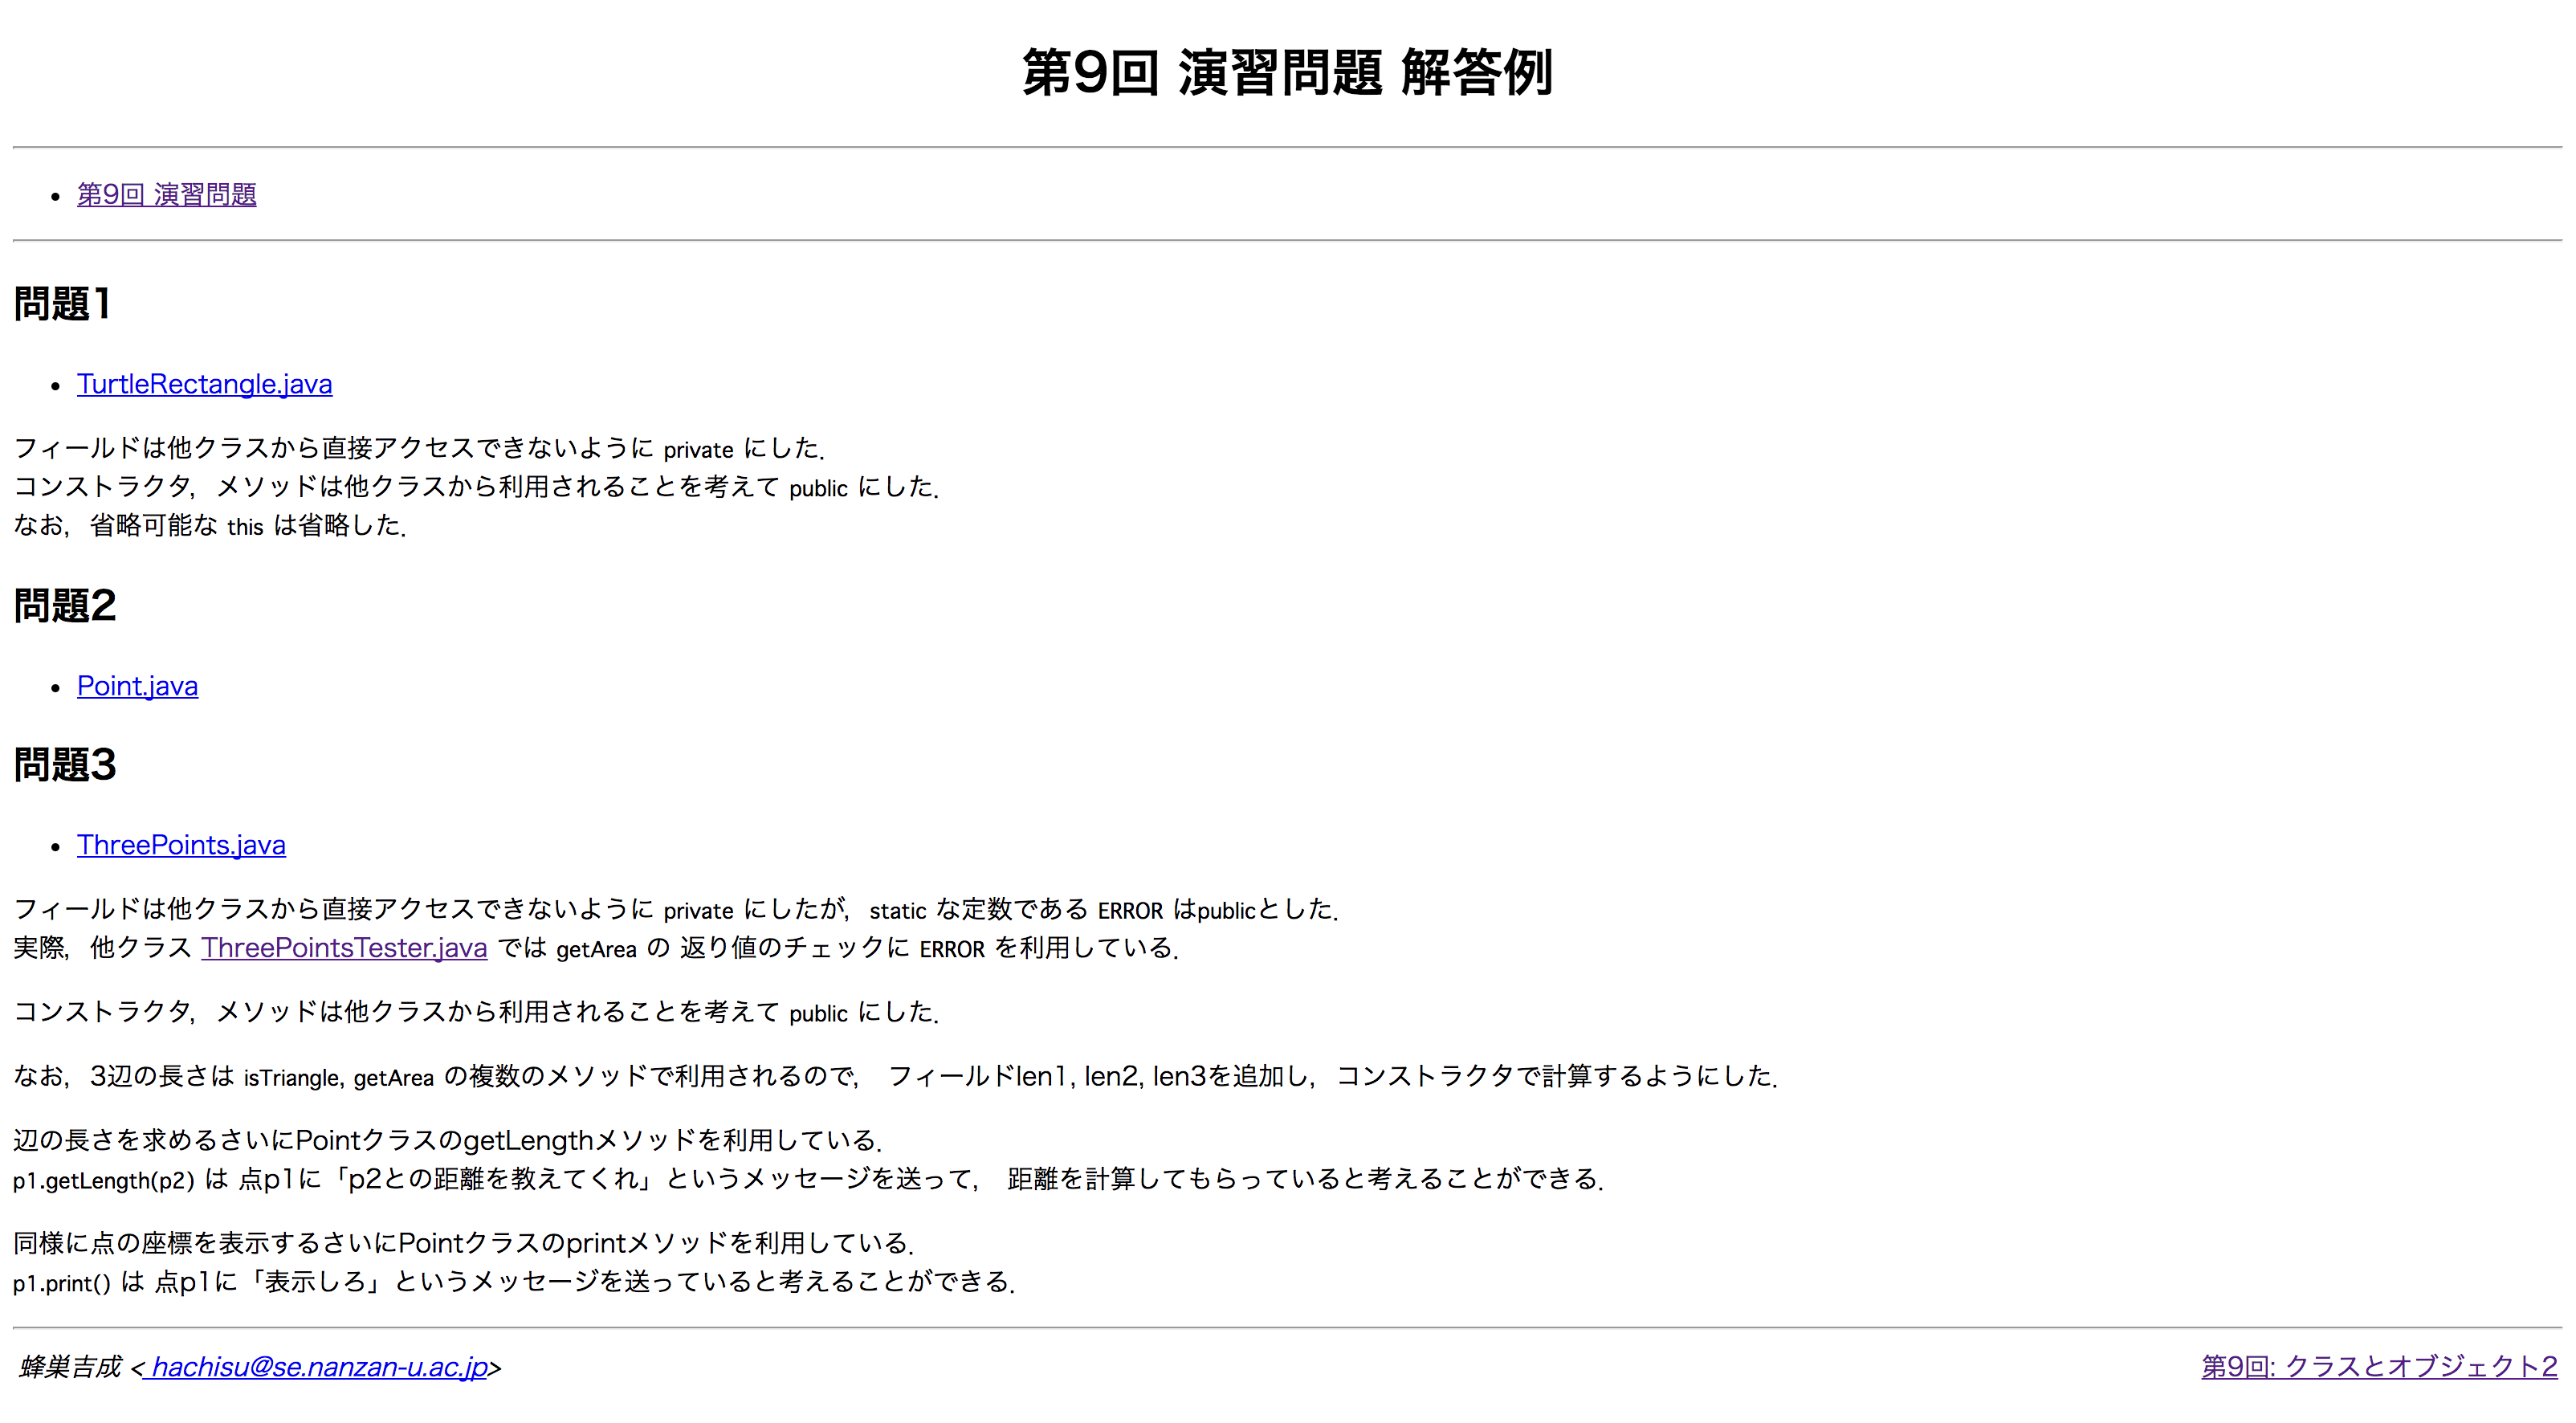 第9回 演習問題 解答例
第9回 演習問題
問題1
TurtleRectangle.java
フィールドは他クラスから直接アクセスできないように private にした．
コンストラクタ，メソッドは他クラスから利用されることを考えて public にした．
なお，省略可能な this は省略した．
問題2
Point.java
問題3
ThreePoints.java
フィールドは他クラスから直接アクセスできないように private にしたが，static な定数である ERROR はpublicとした．
実際，他クラス ThreePointsTester.java では getArea の 返り値のチェックに ERROR を利用している．
コンストラクタ，メソッドは他クラスから利用されることを考えて public にした．
なお，3辺の長さは isTriangle, getArea の複数のメソッドで利用されるので， フィールドlen1, len2, len3を追加し，コンストラクタで計算するようにした．
辺の長さを求めるさいにPointクラスのgetLengthメソッドを利用している．
p1.getLength(p2) は 点p1に「p2との距離を教えてくれ」というメッセージを送って， 距離を計算してもらっていると考えることができる．
同様に点の座標を表示するさいにPointクラスのprintメソッドを利用している．
p1.print() は 点p1に「表示しろ」というメッセージを送っていると考えることができる．
蜂巣吉成 < hachisu@se.nanzan-u.ac.jp>
第9回: クラスとオブジェクト2